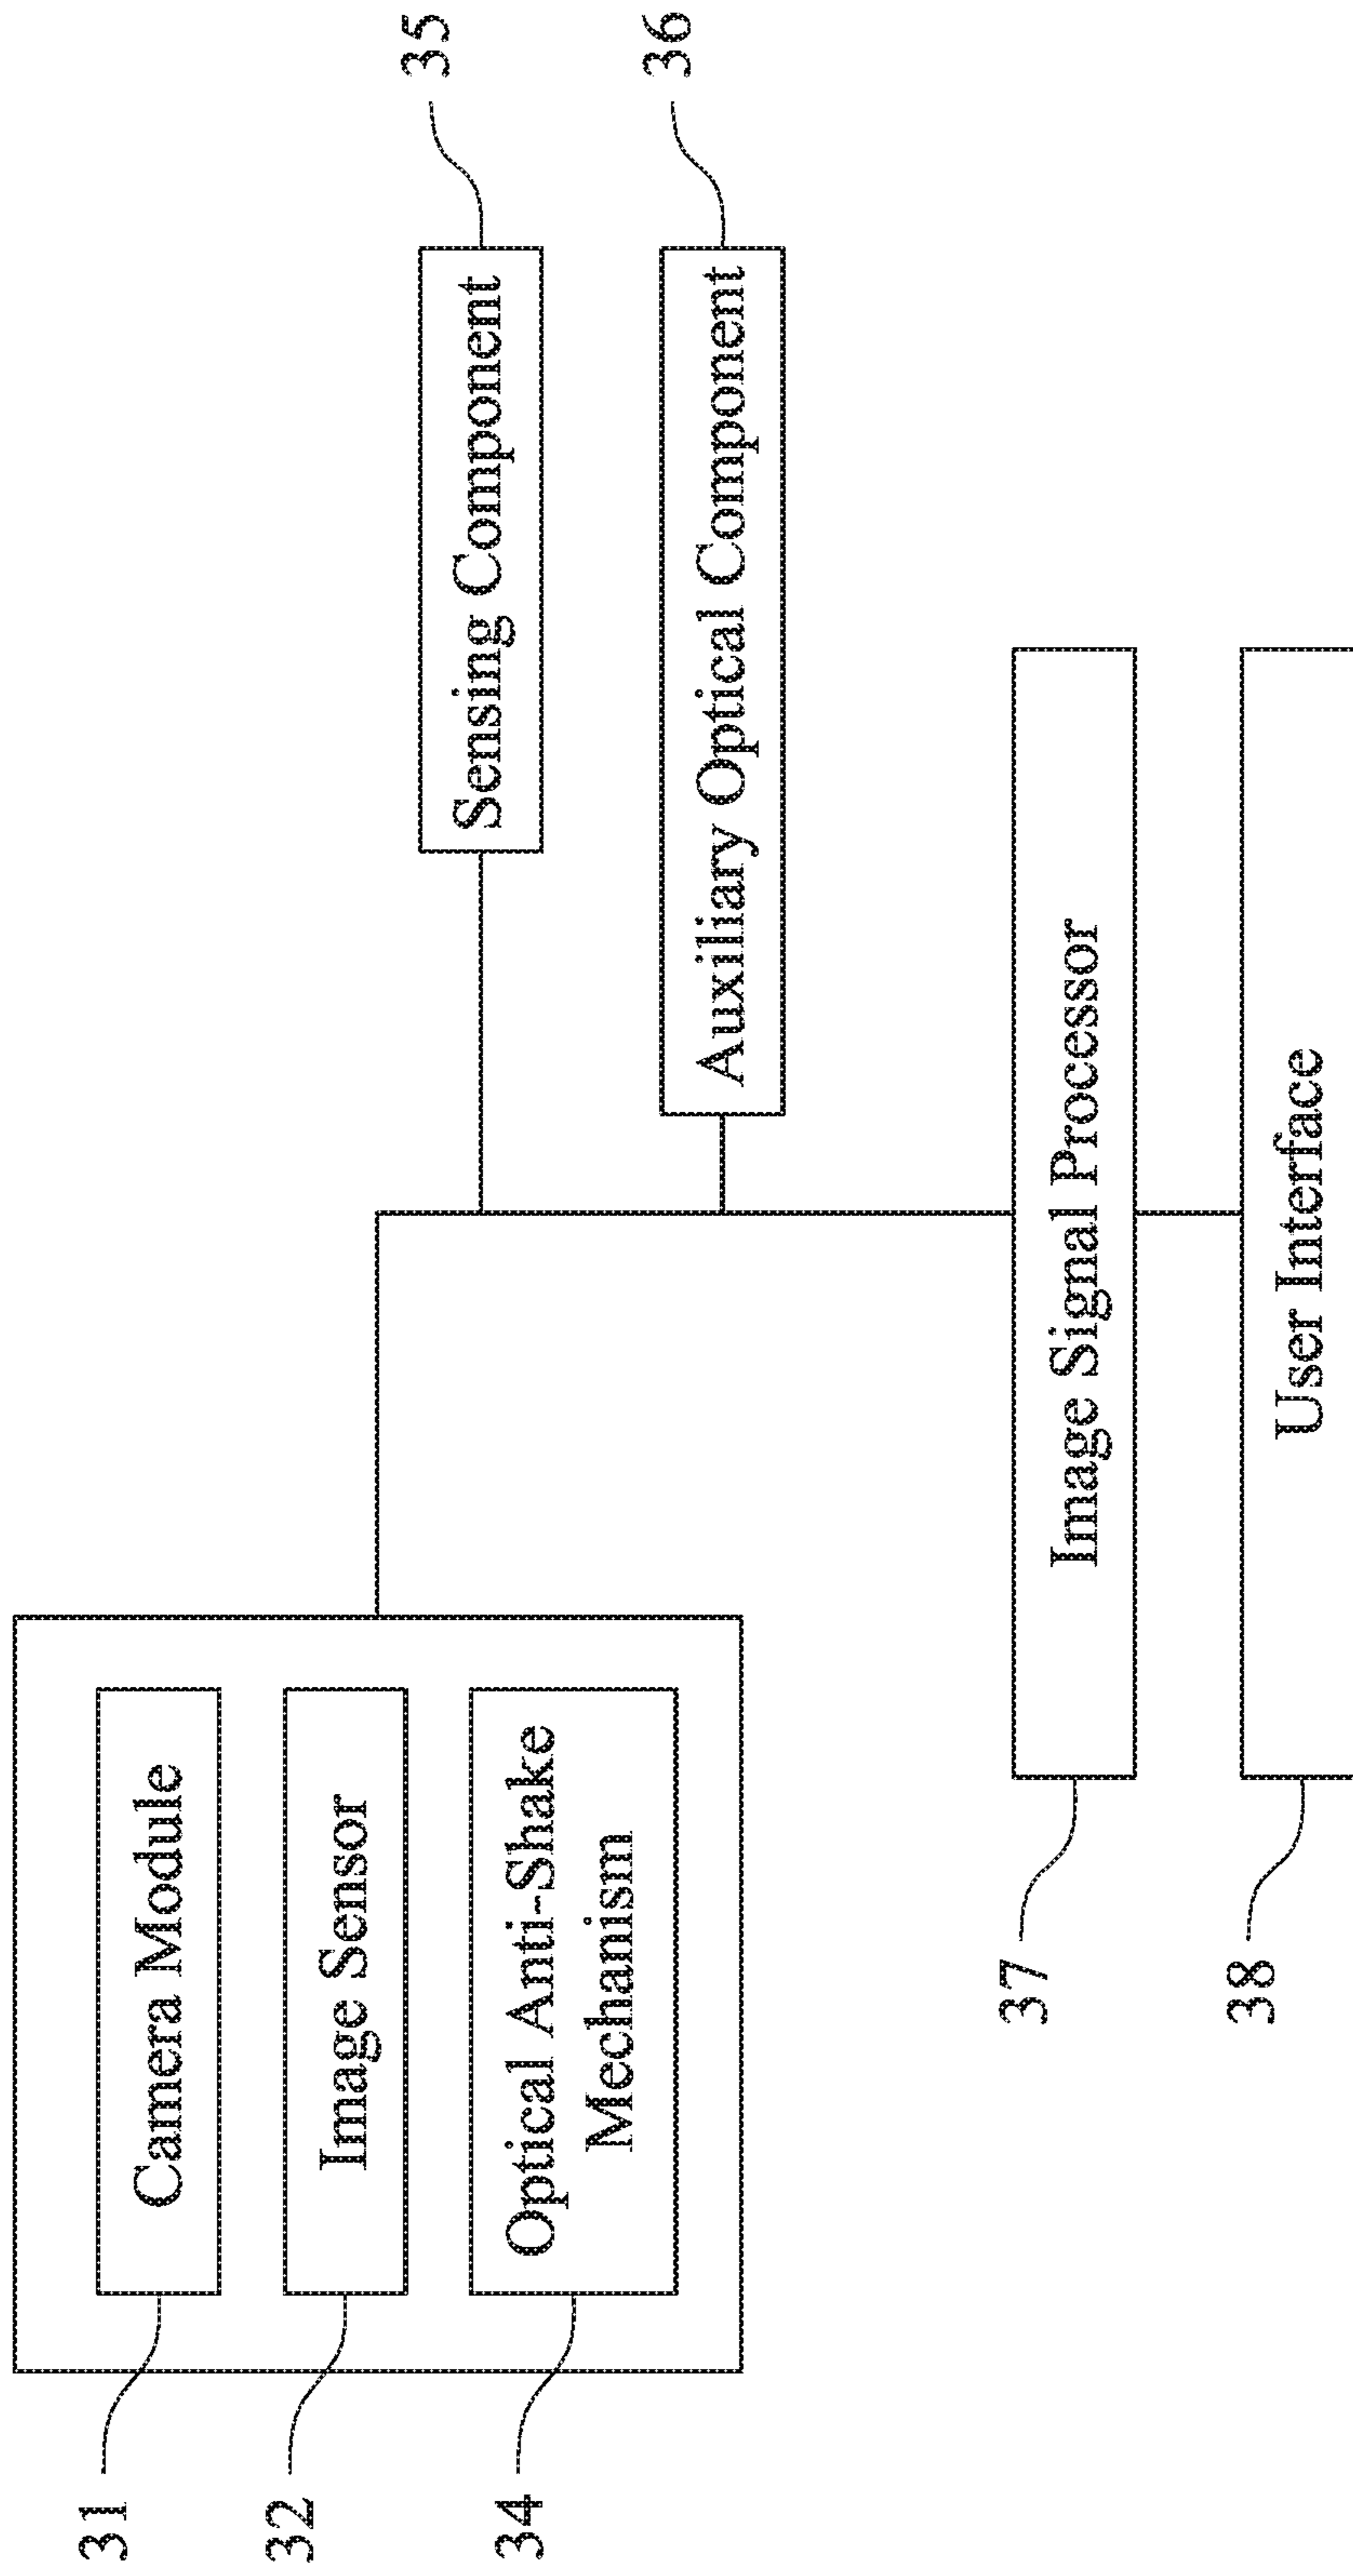 31
Camera Module
32
Image Sensor
34
Optical Anti-Shake
Mechanism
35
Sensing Component
36
Auxiliary Optical Component
37
Image Signal Processor
38
User Interface